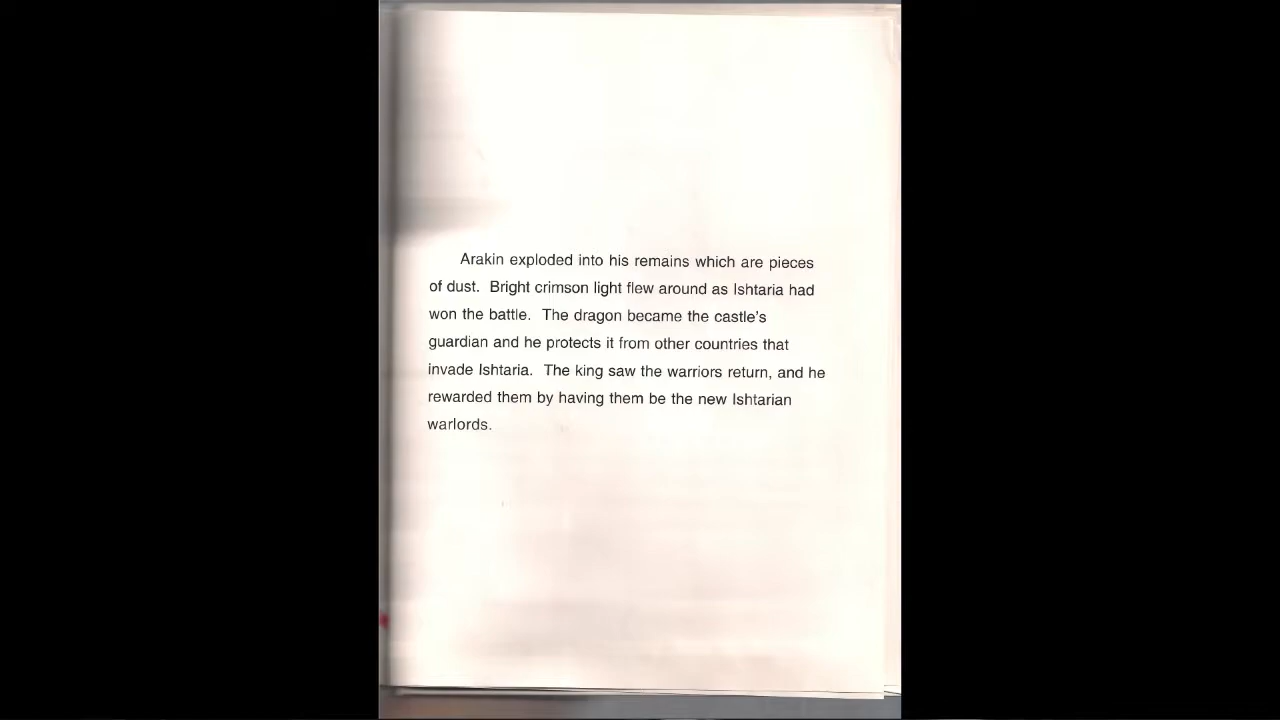 Arakin exploded into his remains which are pieces
of dust.  Bright crimson light flew around as Ishtaria had
won the battle.  The dragon became the castle's
guardian and he protects it from other countries that
invade Ishtaria.  The king saw the warriors return, and he
rewarded them by having them be the new Ishtarian
warlords.